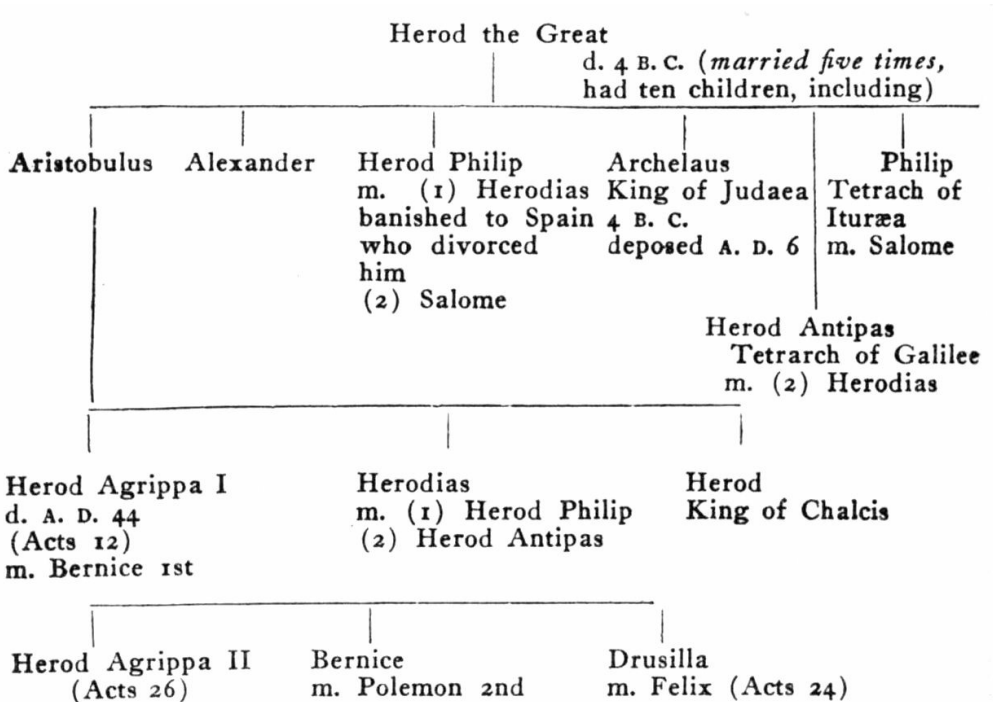 Herod the Great
d. 4 B. C. (married five times,
had ten children, including)
Aristobulus
Alexander
Herod Philip
m. (1) Herodias
banished to Spain
who divorced
him
(2) Salome
Archelaus
King of Judaea
4 B. C.
deposed A. D. 6
Philip
Tetrach of
Ituræa
m. Salome
Herod Antipas
Tetrarch of Galilee
m. (2) Herodias
Herod Agrippa I
d. A. D. 44
(Acts 12)
m. Bernice 1st
Herodias
m. (1) Herod Philip
(2) Herod Antipas
Herod
King of Chalcis
Herod Agrippa II
(Acts 26)
Bernice
m. Polemon 2nd
Drusilla
m. Felix (Acts 24)